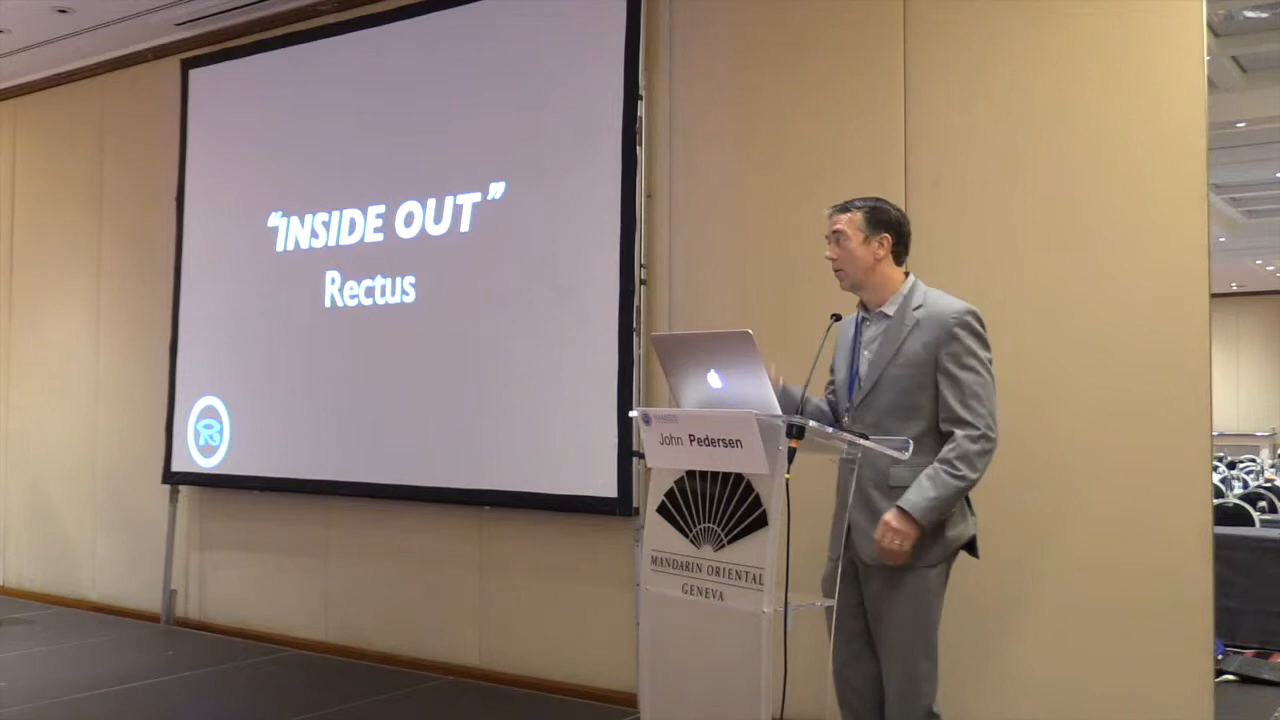 “INSIDE OUT”
Rectus
John Pedersen
MANDARIN ORIENTAL
GENEVA